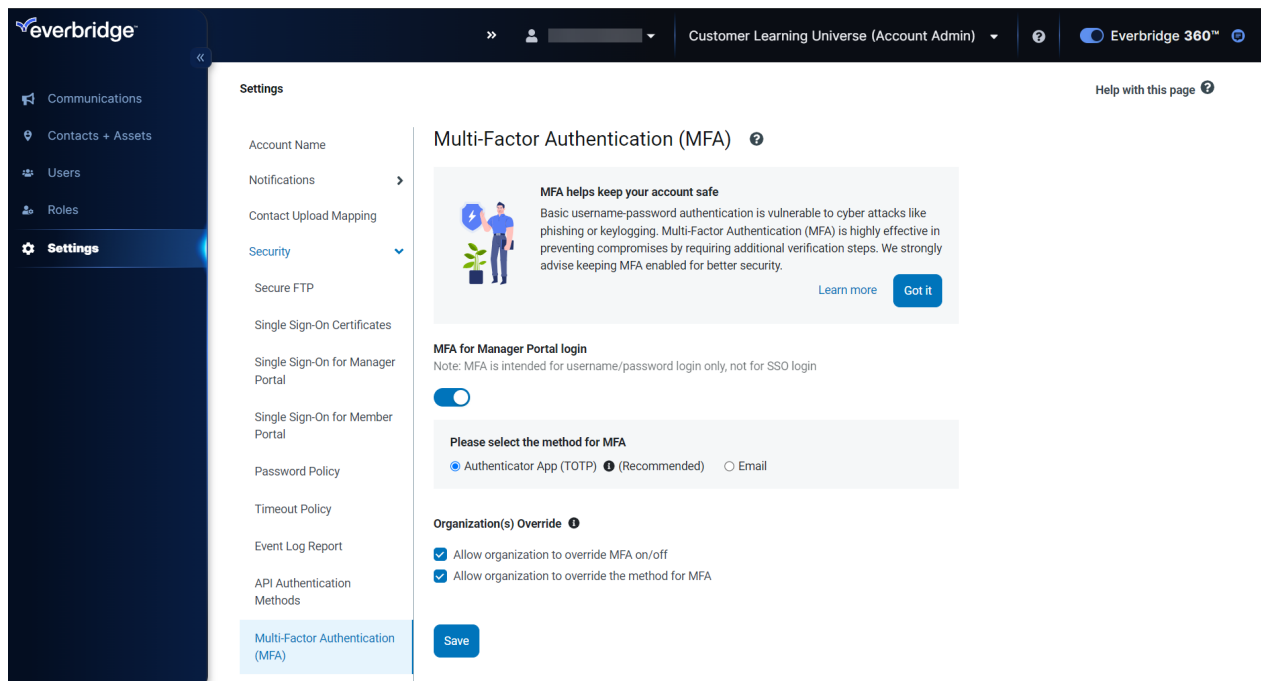 everbridge™
»
Customer Learning Universe (Account Admin)
Everbridge 360™
«
Communications
Contacts + Assets
Users
Roles
Settings
Settings
Help with this page
Account Name
Notifications
Contact Upload Mapping
Security
Secure FTP
Single Sign-On Certificates
Single Sign-On for Manager
Portal
Single Sign-On for Member
Portal
Password Policy
Timeout Policy
Event Log Report
API Authentication
Methods
Multi-Factor Authentication
(MFA)
Multi-Factor Authentication (MFA)
MFA helps keep your account safe
Basic username-password authentication is vulnerable to cyber attacks like
phishing or keylogging. Multi-Factor Authentication (MFA) is highly effective in
preventing compromises by requiring additional verification steps. We strongly
advise keeping MFA enabled for better security.
Learn more
Got it
MFA for Manager Portal login
Note: MFA is intended for username/password login only, not for SSO login
Please select the method for MFA
Authenticator App (TOTP) (Recommended) Email
Organization(s) Override
Allow organization to override MFA on/off
Allow organization to override the method for MFA
Save